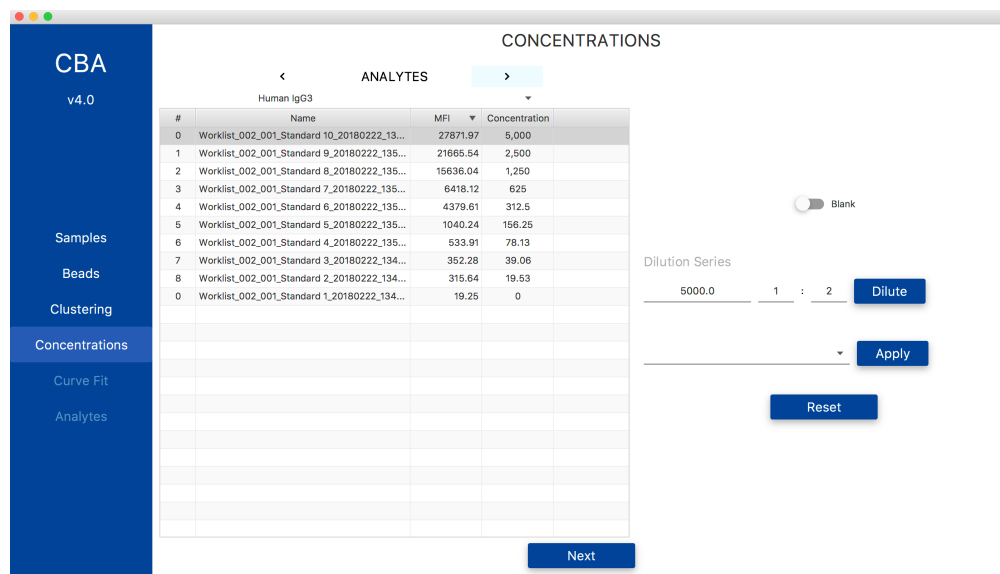 CBA
v4.0
Samples
Beads
Clustering
Concentrations
Curve Fit
Analytes
CONCENTRATIONS
‹ ANALYTES ›
Human IgG3
# Name MFI ▼ Concentration
0 Worklist_002_001_Standard 10_20180222_13... 27871.97 5,000
1 Worklist_002_001_Standard 9_20180222_135... 21665.54 2,500
2 Worklist_002_001_Standard 8_20180222_135... 15636.04 1,250
3 Worklist_002_001_Standard 7_20180222_135... 6418.12 625
4 Worklist_002_001_Standard 6_20180222_135... 4379.61 312.5
5 Worklist_002_001_Standard 5_20180222_135... 1040.24 156.25
6 Worklist_002_001_Standard 4_20180222_135... 533.91 78.13
7 Worklist_002_001_Standard 3_20180222_134... 352.28 39.06
8 Worklist_002_001_Standard 2_20180222_134... 315.64 19.53
0 Worklist_002_001_Standard 1_20180222_134... 19.25 0
Next
Blank
Dilution Series
5000.0 1 : 2 Dilute
Apply
Reset